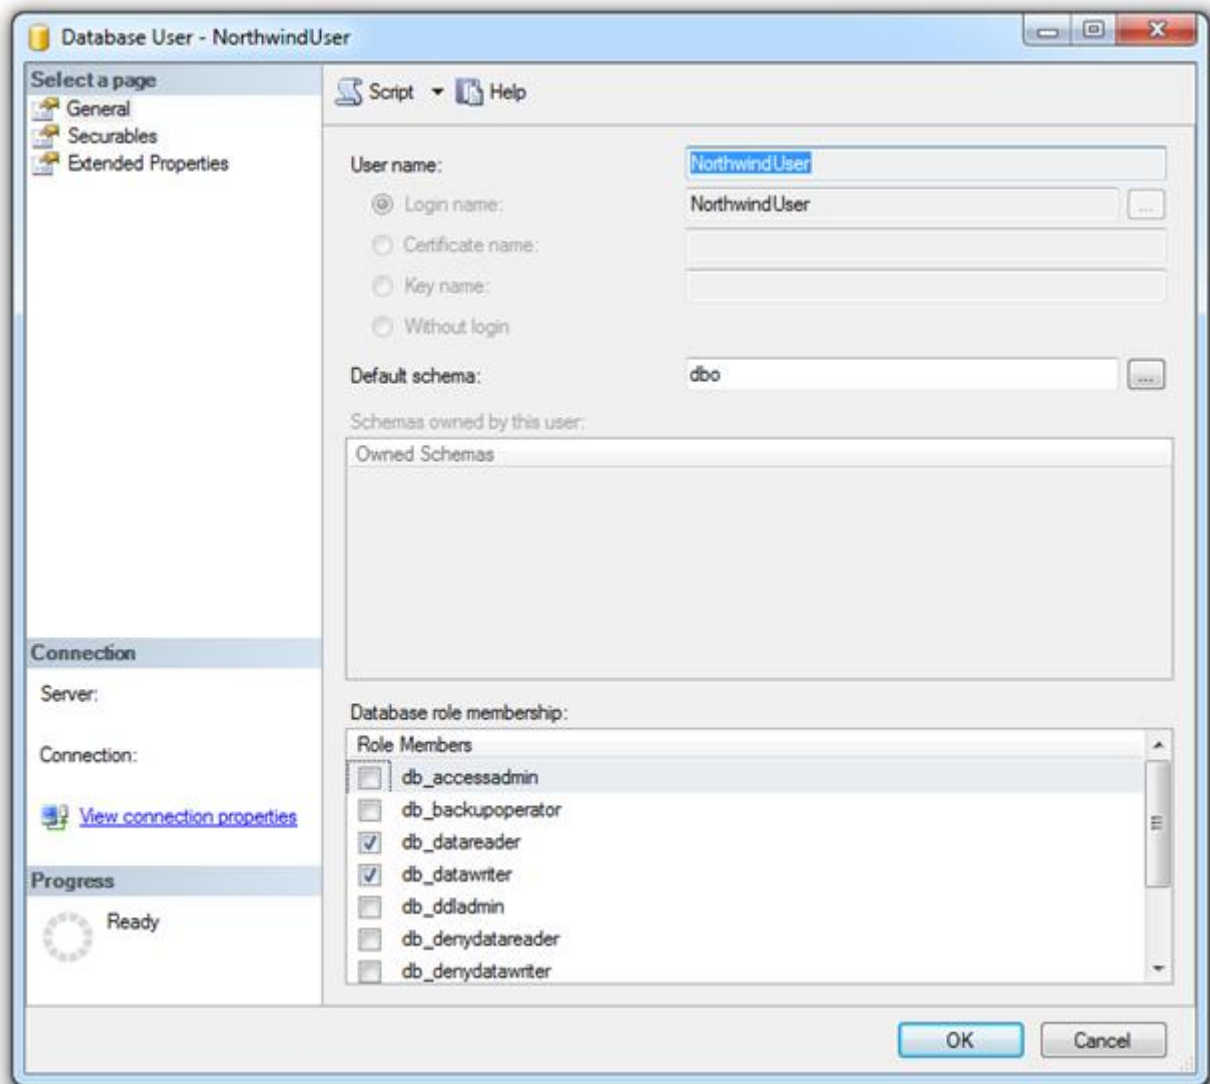 Database User - NorthwindUser
Select a page
General
Securables
Extended Properties
Script Help
User name: NorthwindUser
Login name: NorthwindUser ...
Certificate name:
Key name:
Without login
Default schema: dbo ...
Schemas owned by this user:
Owned Schemas
Connection
Server:
Connection:
View connection properties
Progress
Ready
Database role membership:
Role Members
db_accessadmin
db_backupoperator
db_datareader
db_datawriter
db_ddladmin
db_denydatareader
db_denydatawriter
OK Cancel